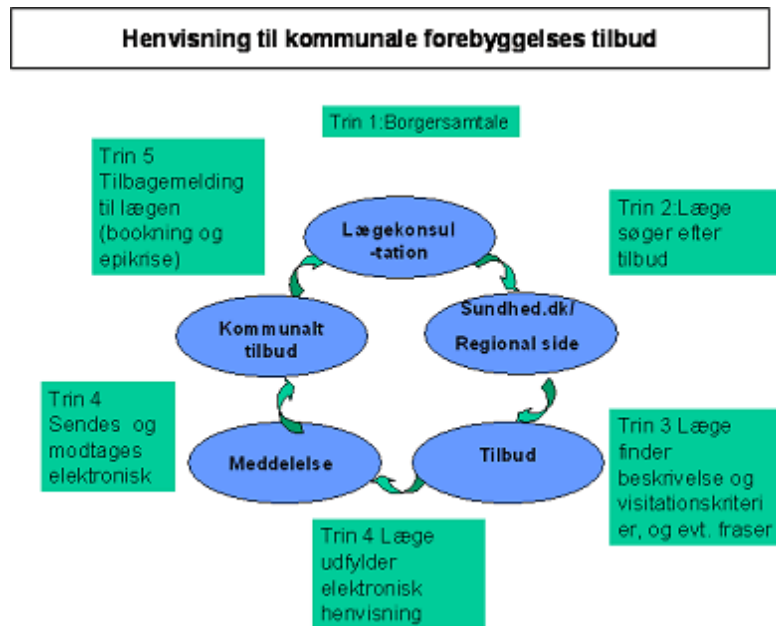 Henvisning til kommunale forebyggelses tilbud
Trin 1:Borgersamtale
Trin 5
Tilbagemelding
til lægen
(bookning og
epikrise)
Lægekonsul
-tation
Trin 2:Læge
søger efter
tilbud
Kommunalt
tilbud
Sundhed.dk/
Regional side
Trin 4
Sendes og
modtages
elektronisk
Meddelelse
Tilbud
Trin 3 Læge
finder
beskrivelse og
visitationskriteri
er, og evt. fraser
Trin 4 Læge
udfylder
elektronisk
henvisning